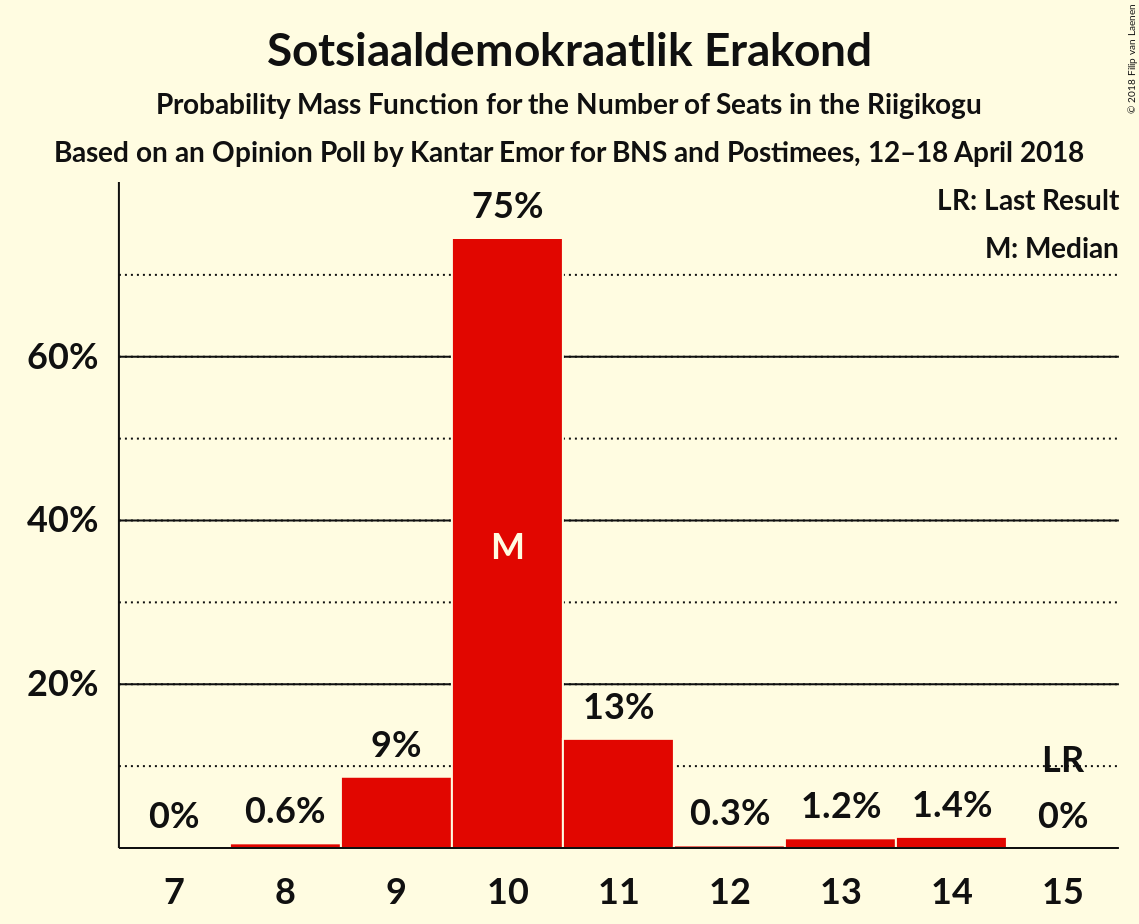 Sotsiaaldemokraatlik Erakond
Probability Mass Function for the Number of Seats in the Riigikogu
Based on an Opinion Poll by Kantar Emor for BNS and Postimees, 12–18 April 2018
© 2018 Filip van Laenen
LR: Last Result
M: Median
60%
40%
20%
0%
0.6%
9%
75%
M
13%
0.3%
1.2%
1.4%
LR
0%
7
8
9
10
11
12
13
14
15